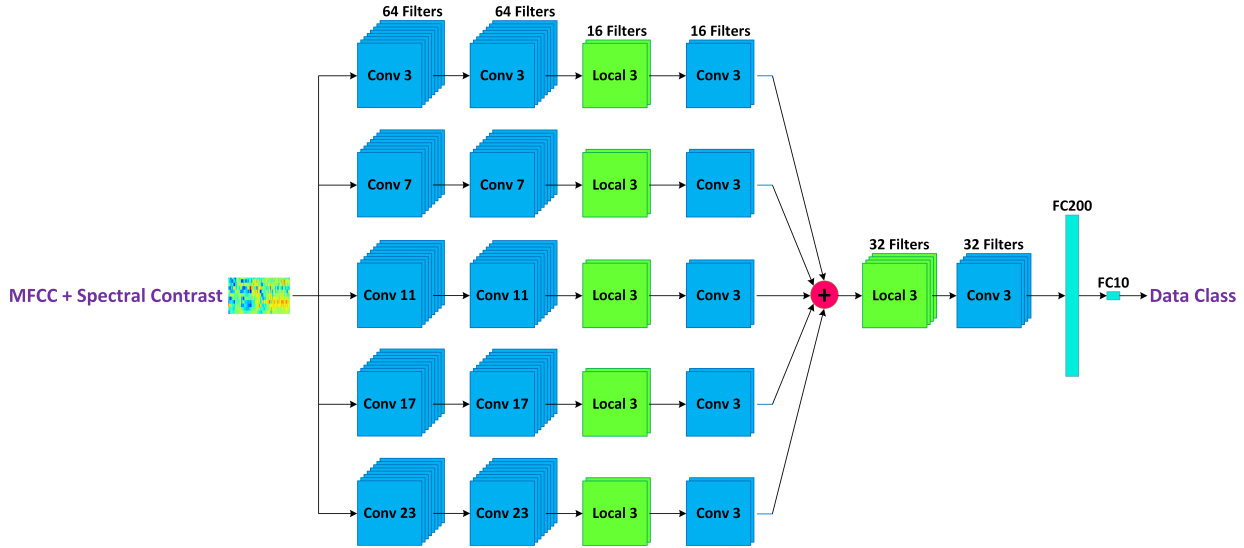 64 Filters 64 Filters 16 Filters 16 Filters
Conv 3 Conv 3 Local 3 Conv 3
Conv 7 Conv 7 Local 3 Conv 3
FC200
32 Filters 32 Filters
MFCC + Spectral Contrast Conv 11 Conv 11 Local 3 Conv 3 + Local 3 Conv 3 FC10 Data Class
Conv 17 Conv 17 Local 3 Conv 3
Conv 23 Conv 23 Local 3 Conv 3